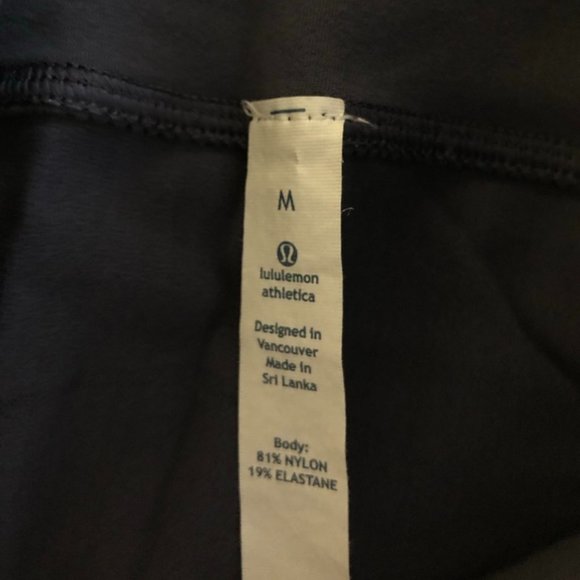 M
lululemon
athletica
Designed in
Vancouver
Made in
Sri Lanka
Body:
81% NYLON
19% ELASTANE